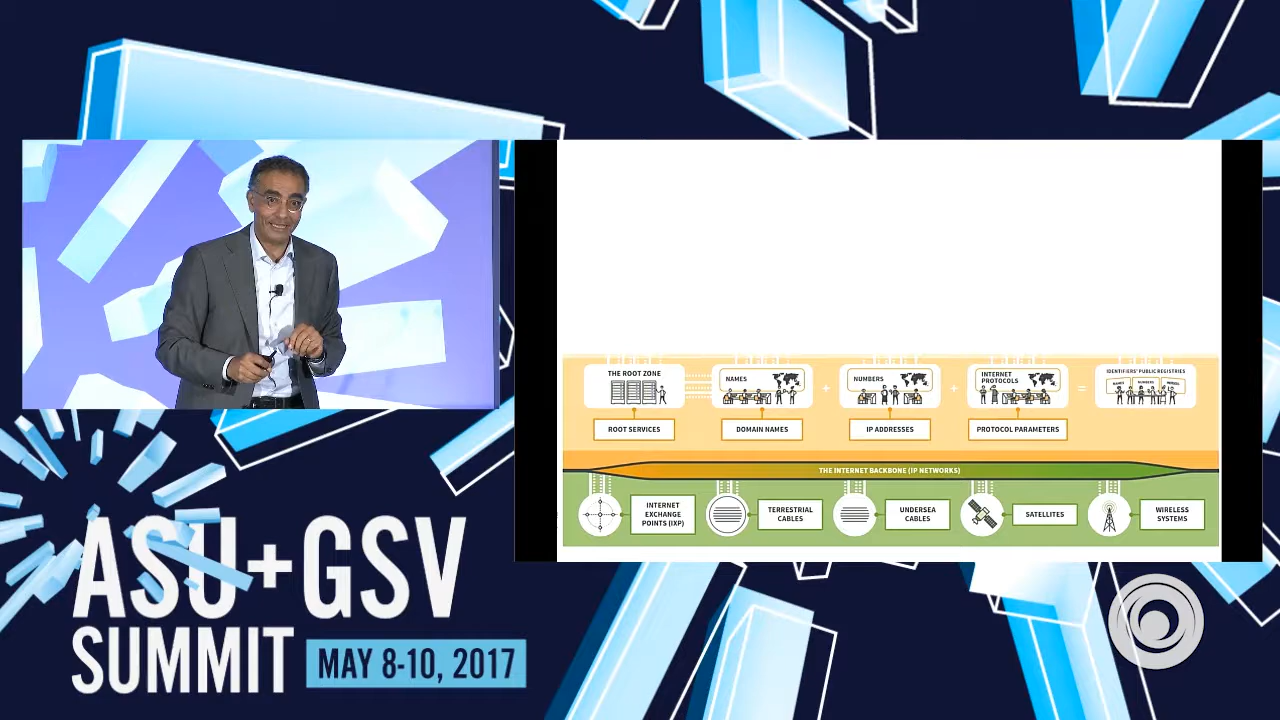 THE ROOT ZONE
NAMES
NUMBERS
INTERNET
PROTOCOLS
IDENTIFIERS' PUBLIC REGISTRIES
NAMES
NUMBERS
+
+
=
ROOT SERVICES
DOMAIN NAMES
IP ADDRESSES
PROTOCOL PARAMETERS
THE INTERNET BACKBONE (IP NETWORKS)
INTERNET
EXCHANGE
POINTS (IXP)
TERRESTRIAL
CABLES
UNDERSEA
CABLES
SATELLITES
WIRELESS
SYSTEMS
ASU+GSV
SUMMIT
MAY 8-10, 2017